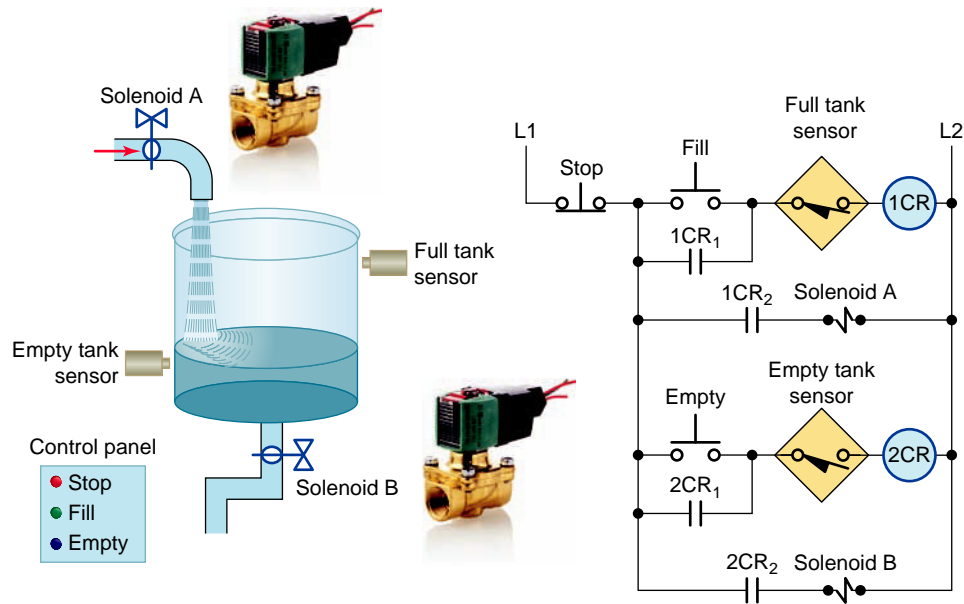 Solenoid A
Full tank
sensor
Empty tank
sensor
Solenoid B
Control panel
Stop
Fill
Empty
L1
Stop
Fill
Full tank
sensor
L2
1CR
1CR1
1CR2
Solenoid A
Empty
Empty tank
sensor
2CR
2CR1
2CR2
Solenoid B